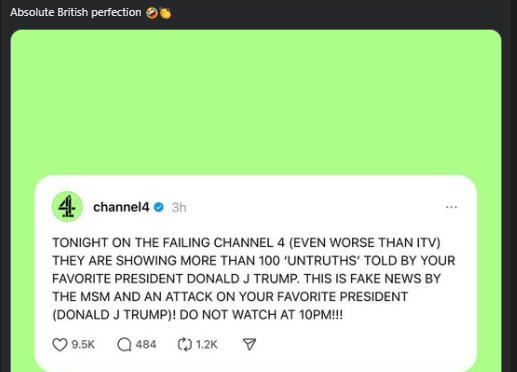 Absolute British perfection 🤣👏
channel4 3h
TONIGHT ON THE FAILING CHANNEL 4 (EVEN WORSE THAN ITV)
THEY ARE SHOWING MORE THAN 100 ‘UNTRUTHS’ TOLD BY YOUR
FAVORITE PRESIDENT DONALD J TRUMP. THIS IS FAKE NEWS BY
THE MSM AND AN ATTACK ON YOUR FAVORITE PRESIDENT
(DONALD J TRUMP)! DO NOT WATCH AT 10PM!!!
9.5K 484 1.2K